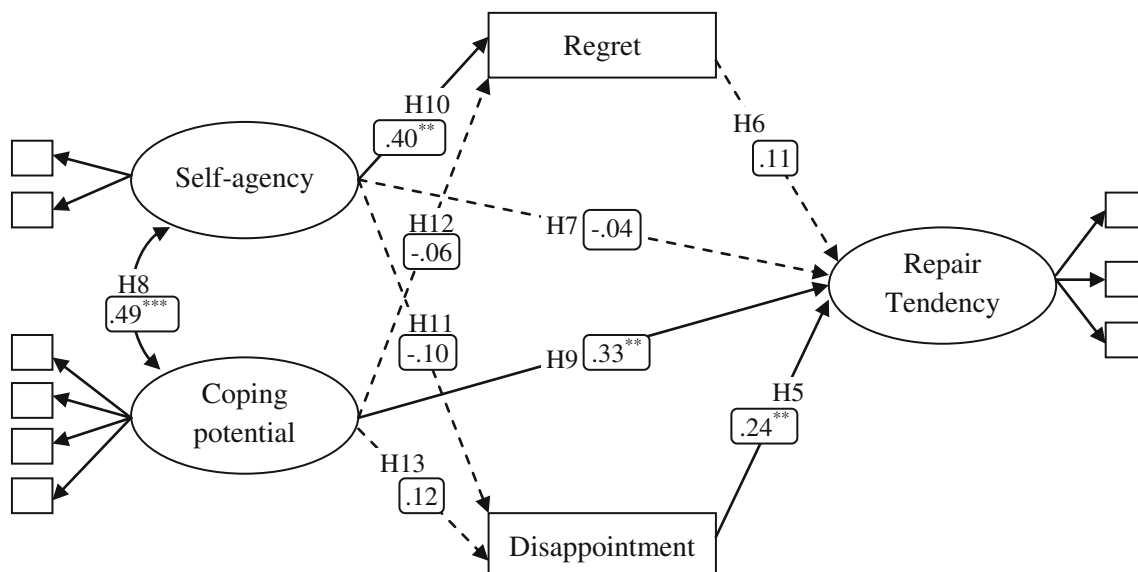 Regret
H10
.40**
H6
.11
Self-agency
H12
-.06
H7
-.04
Repair
Tendency
H8
.49***
H11
-.10
H9
.33**
Coping
potential
H5
.24**
H13
.12
Disappointment